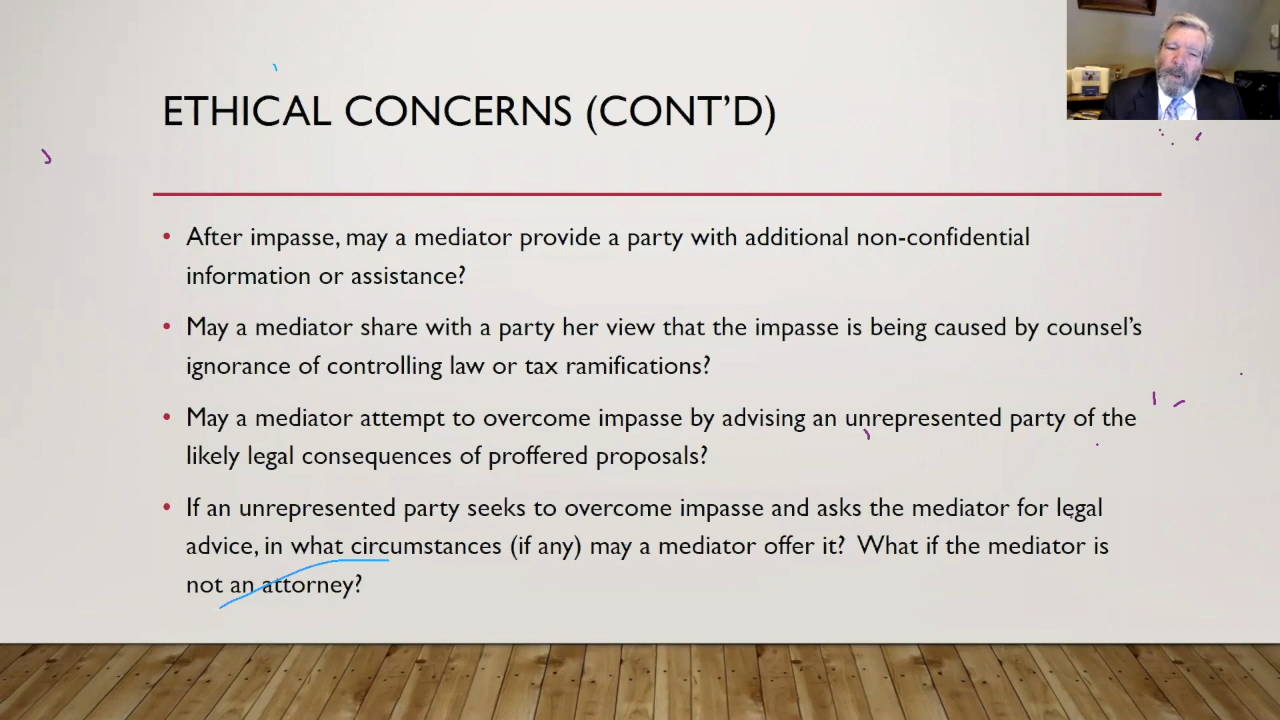 ETHICAL CONCERNS (CONT’D)
• After impasse, may a mediator provide a party with additional non-confidential
information or assistance?
• May a mediator share with a party her view that the impasse is being caused by counsel’s
ignorance of controlling law or tax ramifications?
• May a mediator attempt to overcome impasse by advising an unrepresented party of the
likely legal consequences of proffered proposals?
• If an unrepresented party seeks to overcome impasse and asks the mediator for legal
advice, in what circumstances (if any) may a mediator offer it?  What if the mediator is
not an attorney?